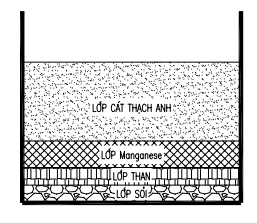 LỚP CÁT THẠCH ANH
LỚP Manganese
LỚP THAN
LỚP SỎI